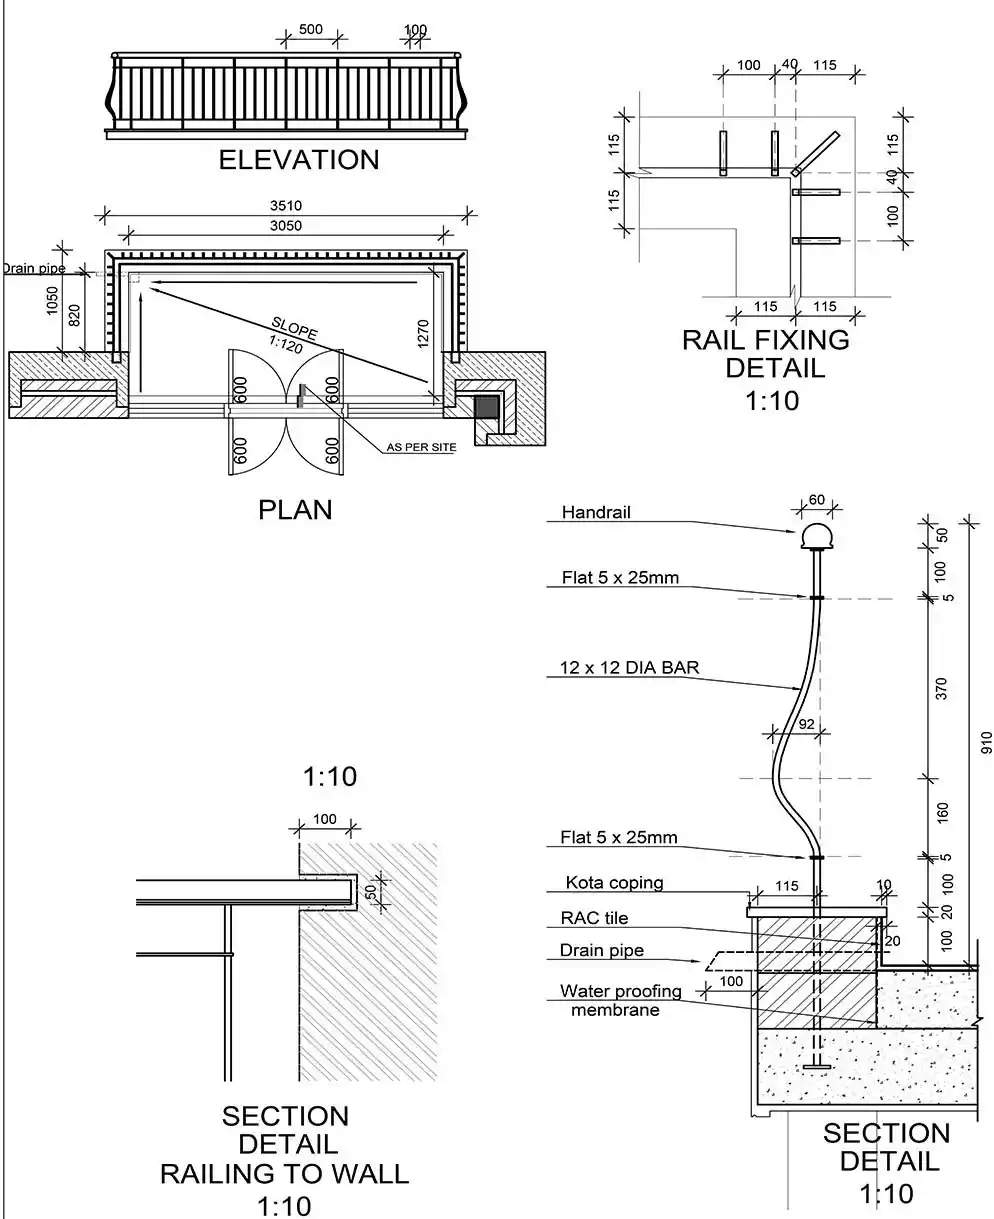 500
100
ELEVATION
3510
3050
Drain pipe
1050
820
SLOPE
1:120
1270
600
600
600
600
AS PER SITE
PLAN
100
40
115
115
115
115
40
100
115
115
RAIL FIXING
DETAIL
1:10
60
Handrail
50
Flat 5 x 25mm
100
5
12 x 12 DIA BAR
370
92
910
160
Flat 5 x 25mm
5
Kota coping
115
10
100
RAC tile
20
20
Drain pipe
100
100
Water proofing
membrane
SECTION
DETAIL
1:10
1:10
100
50
SECTION
DETAIL
RAILING TO WALL
1:10